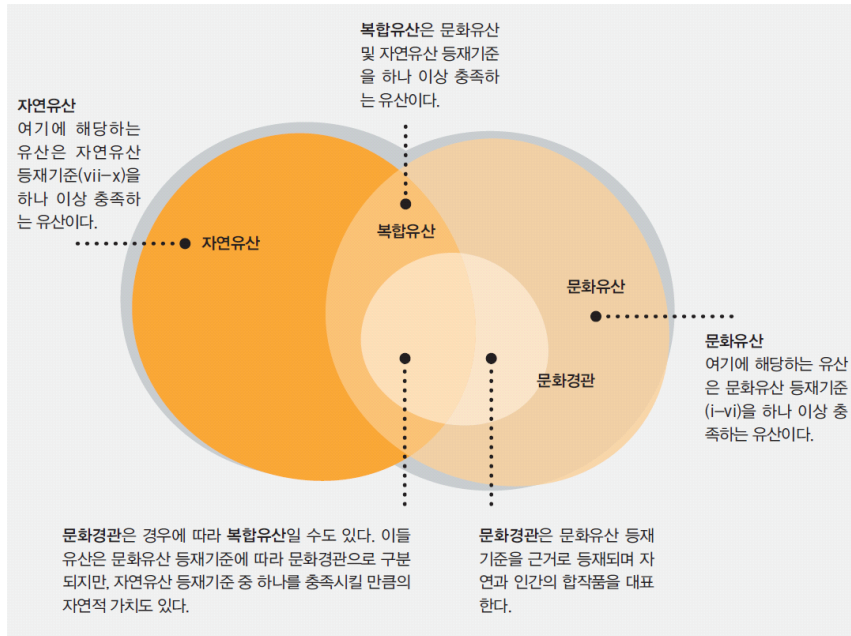 복합유산은 문화유산
및 자연유산 등재기준
을 하나 이상 충족하
는 유산이다.
자연유산
여기에 해당하는
유산은 자연유산
등재기준(vii-x)을
하나 이상 충족하
는 유산이다.
자연유산
복합유산
문화유산
문화경관
문화유산
여기에 해당하는 유산
은 문화유산 등재기준
(i-vi)을 하나 이상 충
족하는 유산이다.
문화경관은 경우에 따라 복합유산일 수도 있다. 이들
유산은 문화유산 등재기준에 따라 문화경관으로 구분
되지만, 자연유산 등재기준 중 하나를 충족시킬 만큼의
자연적 가치도 있다.
문화경관은 문화유산 등재
기준을 근거로 등재되며 자
연과 인간의 합작품을 대표
한다.